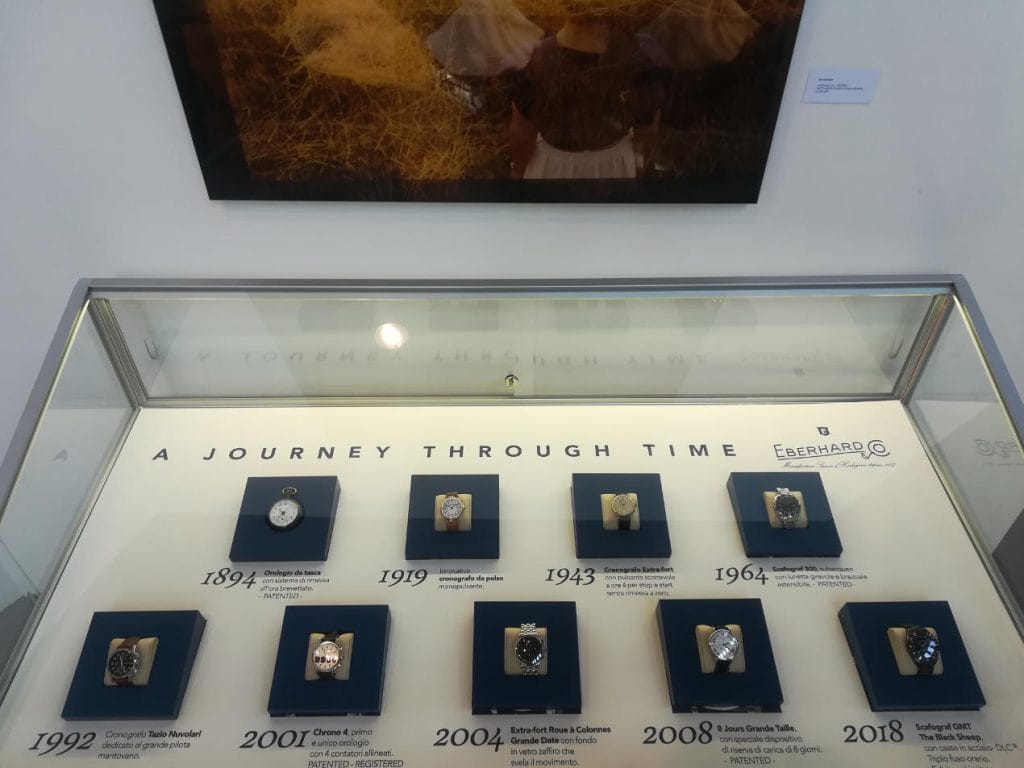 A JOURNEY THROUGH TIME
EBERHARD & CO
Manufacture Suisse d'Horlogerie depuis 1887
1894 Orologio da tasca
con sistema di rimessa
all'ora brevettato.
- PATENTED -
1919 Innovativo
cronografo da polso
monopulsante.
1943 Cronografo Extra-fort
con pulsante scorrevole
a ore 4 per stop e start
senza rimessa a zero.
1964 Scafograf 300, subacqueo
con lunetta girevole e bracciale
estensibile. - PATENTED -
1992 Cronografo Tazio Nuvolari
dedicato al grande pilota
mantovano.
2001 Chrono 4, primo
e unico orologio
con 4 contatori allineati.
PATENTED - REGISTERED
2004 Extra-fort Roue à Colonnes
Grande Date con fondo
in vetro zaffiro che
svela il movimento.
2008 8 Jours Grande Taille,
con speciale dispositivo
di riserva di carica di 8 giorni.
- PATENTED -
2018 Scafograf GMT
The Black Sheep,
con cassa in acciaio- DLC®
Triplo fuso orario.